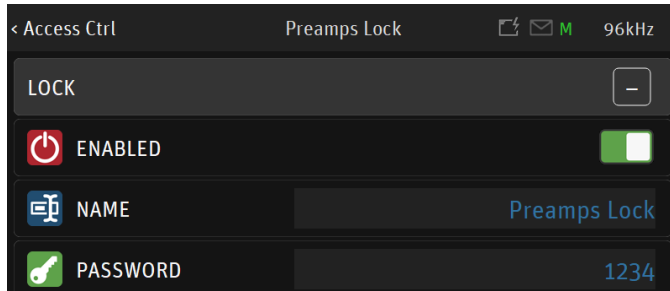 < Access Ctrl Preamps Lock M 96kHz
LOCK –
ENABLED
NAME Preamps Lock
PASSWORD 1234